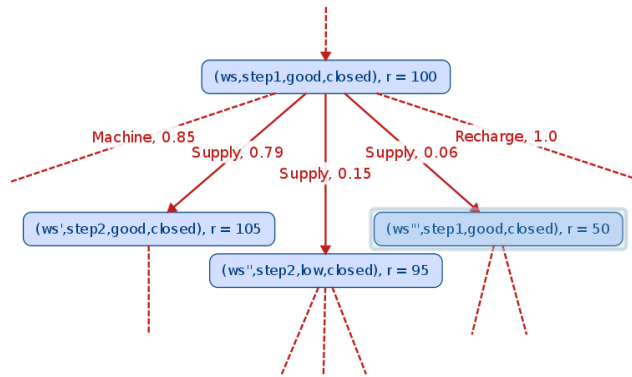 (ws,step1,good,closed), r = 100
Machine, 0.85
Recharge, 1.0
Supply, 0.79
Supply, 0.06
Supply, 0.15
(ws',step2,good,closed), r = 105
(ws''',step1,good,closed), r = 50
(ws'',step2,low,closed), r = 95